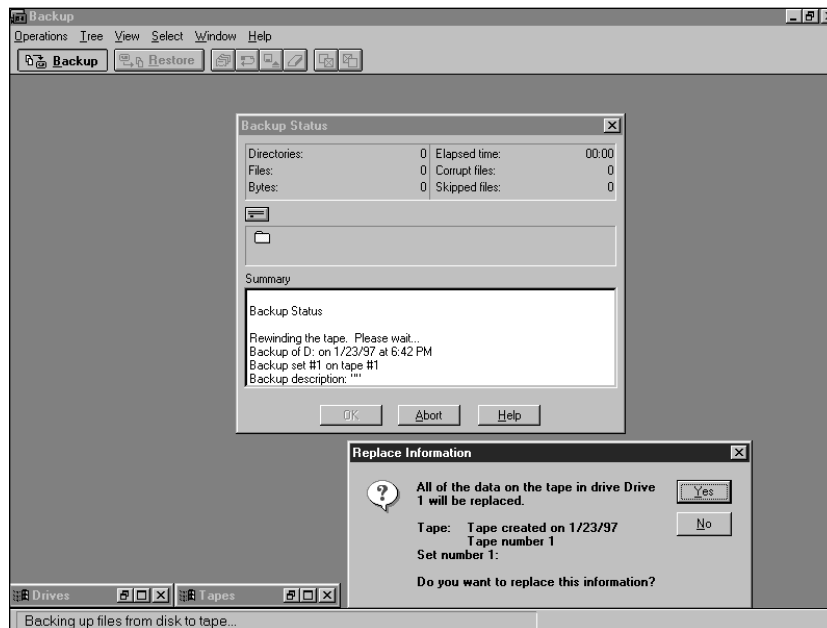 Backup
Operations Tree View Select Window Help
Backup Restore
Backup Status
Directories: 0 Elapsed time: 00:00
Files: 0 Corrupt files: 0
Bytes: 0 Skipped files: 0
Summary
Backup Status
Rewinding the tape. Please wait...
Backup of D: on 1/23/97 at 6:42 PM
Backup set #1 on tape #1
Backup description: ""
OK Abort Help
Replace Information
All of the data on the tape in drive Drive
1 will be replaced.
Yes
Tape: Tape created on 1/23/97
Tape number 1
No
Set number 1:
Do you want to replace this information?
Drives Tapes
Backing up files from disk to tape...